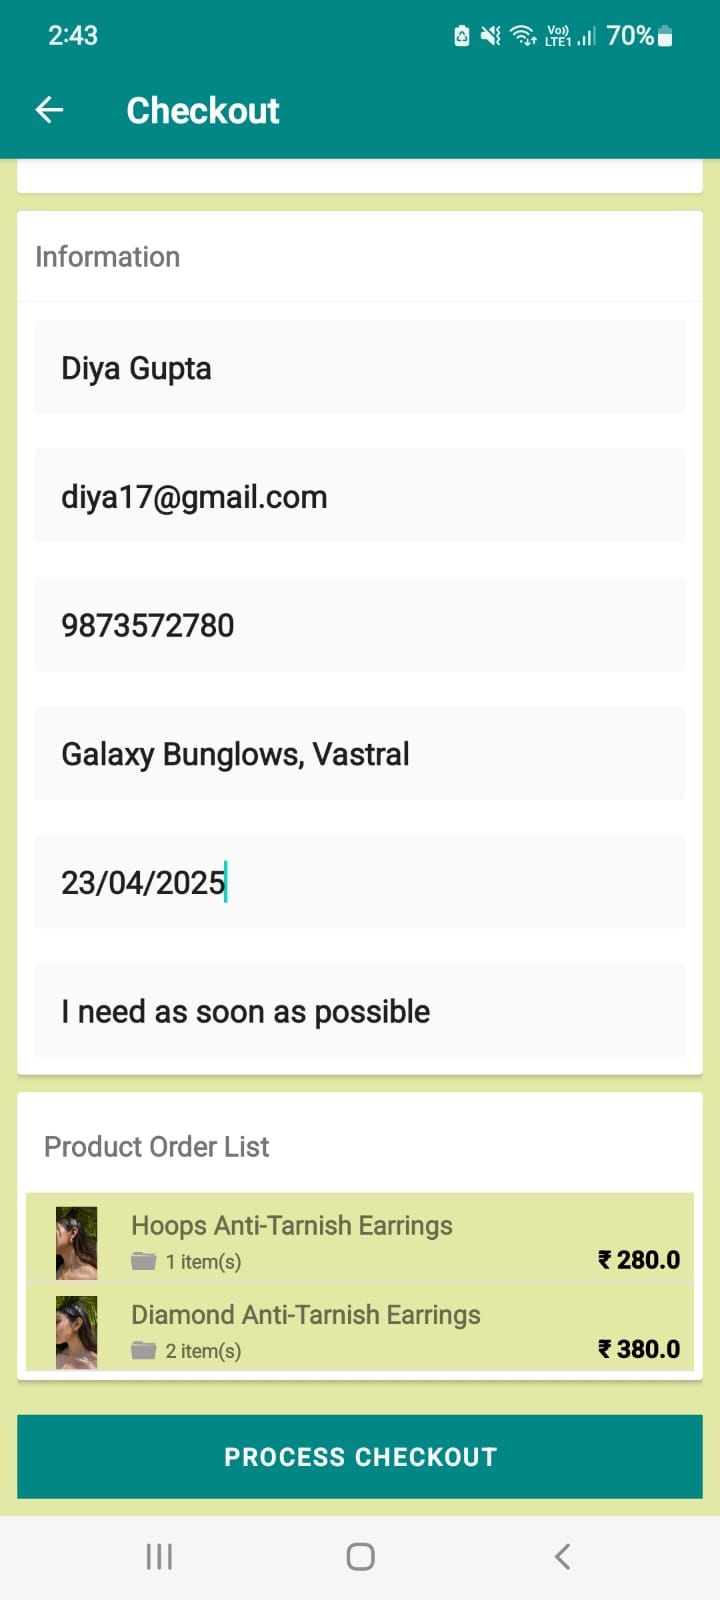 2:43
Vo)) LTE1 70%
Checkout
Information
Diya Gupta
diya17@gmail.com
9873572780
Galaxy Bunglows, Vastral
23/04/2025
I need as soon as possible
Product Order List
Hoops Anti-Tarnish Earrings
1 item(s)
₹ 280.0
Diamond Anti-Tarnish Earrings
2 item(s)
₹ 380.0
PROCESS CHECKOUT